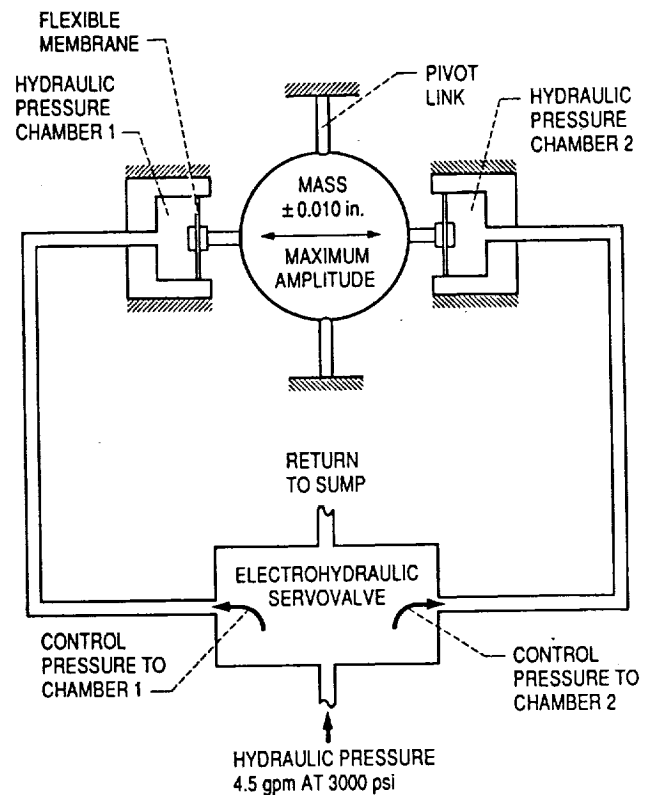 FLEXIBLE
MEMBRANE
HYDRAULIC
PRESSURE
CHAMBER 1
PIVOT
LINK
HYDRAULIC
PRESSURE
CHAMBER 2
MASS
± 0.010 in.
MAXIMUM
AMPLITUDE
RETURN
TO SUMP
ELECTROHYDRAULIC
SERVOVALVE
CONTROL
PRESSURE TO
CHAMBER 1
CONTROL
PRESSURE TO
CHAMBER 2
HYDRAULIC PRESSURE
4.5 gpm AT 3000 psi